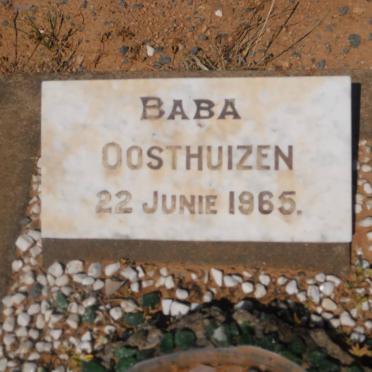 BABA
OOSTHUIZEN
22 JUNIE 1965.